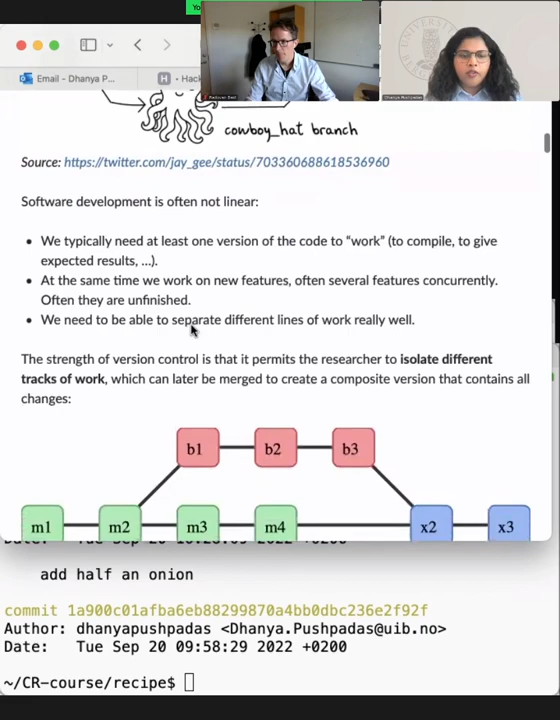 Yo
Email - Dhanya P...
H
Hack
Radovan Bast
Dhanya Pushpadas
UNIVERSIT
cowboy_hat branch
Source: https://twitter.com/jay_gee/status/703360688618536960
Software development is often not linear:
• We typically need at least one version of the code to “work” (to compile, to give
expected results, ...).
• At the same time we work on new features, often several features concurrently.
Often they are unfinished.
• We need to be able to separate different lines of work really well.
The strength of version control is that it permits the researcher to isolate different
tracks of work, which can later be merged to create a composite version that contains all
changes:
b1 b2 b3
m1 m2 m3 m4 x2 x3
add half an onion
commit 1a900c01afba6eb88299870a4bb0dbc236e2f92f
Author: dhanyapushpadas <Dhanya.Pushpadas@uib.no>
Date: Tue Sep 20 09:58:29 2022 +0200
~/CR-course/recipe$